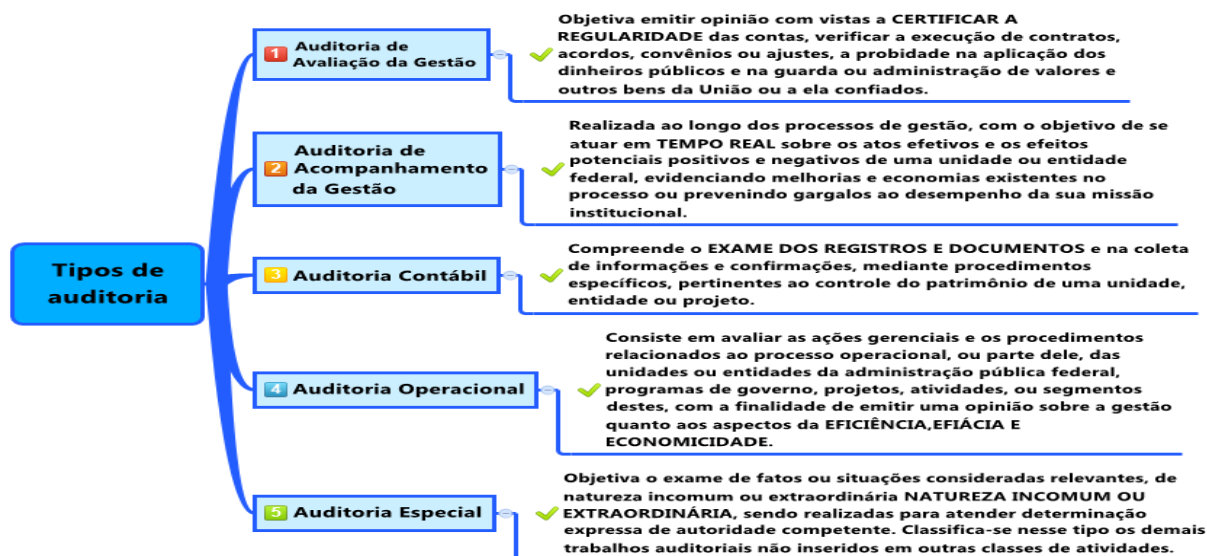 Tipos de
auditoria
1 Auditoria de
Avaliação da Gestão
Objetiva emitir opinião com vistas a CERTIFICAR A
REGULARIDADE das contas, verificar a execução de contratos,
acordos, convênios ou ajustes, a probidade na aplicação dos
dinheiros públicos e na guarda ou administração de valores e
outros bens da União ou a ela confiados.
2 Auditoria de
Acompanhamento
da Gestão
Realizada ao longo dos processos de gestão, com o objetivo de se
atuar em TEMPO REAL sobre os atos efetivos e os efeitos
potenciais positivos e negativos de uma unidade ou entidade
federal, evidenciando melhorias e economias existentes no
processo ou prevenindo gargalos ao desempenho da sua missão
institucional.
3 Auditoria Contábil
Compreende o EXAME DOS REGISTROS E DOCUMENTOS e na coleta
de informações e confirmações, mediante procedimentos
específicos, pertinentes ao controle do patrimônio de uma unidade,
entidade ou projeto.
4 Auditoria Operacional
Consiste em avaliar as ações gerenciais e os procedimentos
relacionados ao processo operacional, ou parte dele, das
unidades ou entidades da administração pública federal,
programas de governo, projetos, atividades, ou segmentos
destes, com a finalidade de emitir uma opinião sobre a gestão
quanto aos aspectos da EFICIÊNCIA,EFIÁCIA E
ECONOMICIDADE.
5 Auditoria Especial
Objetiva o exame de fatos ou situações consideradas relevantes, de
natureza incomum ou extraordinária NATUREZA INCOMUM OU
EXTRAORDINÁRIA, sendo realizadas para atender determinação
expressa de autoridade competente. Classifica-se nesse tipo os demais
trabalhos auditoriais não inseridos em outras classes de atividades.